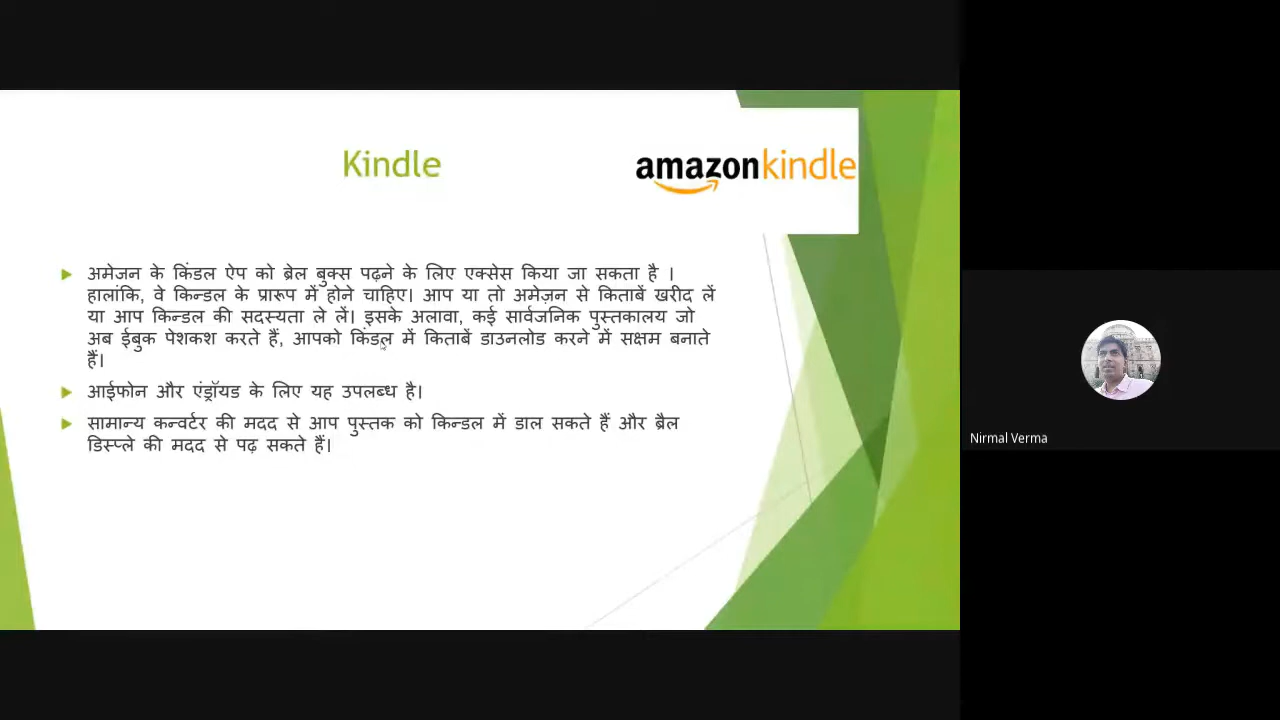 Kindle
amazonkindle
अमेजन के किंडल ऐप को ब्रेल बुक्स पढ़ने के लिए एक्सेस किया जा सकता है ।
हालांकि, वे किन्डल के प्रारूप में होने चाहिए। आप या तो अमेज़न से किताबें खरीद लें
या आप किन्डल की सदस्यता ले लें। इसके अलावा, कई सार्वजनिक पुस्तकालय जो
अब ईबुक पेशकश करते हैं, आपको किंडल में किताबें डाउनलोड करने में सक्षम बनाते
हैं।
आईफोन और एंड्रॉयड के लिए यह उपलब्ध है।
सामान्य कन्वर्टर की मदद से आप पुस्तक को किन्डल में डाल सकते हैं और ब्रैल
डिस्प्ले की मदद से पढ़ सकते हैं।
Nirmal Verma